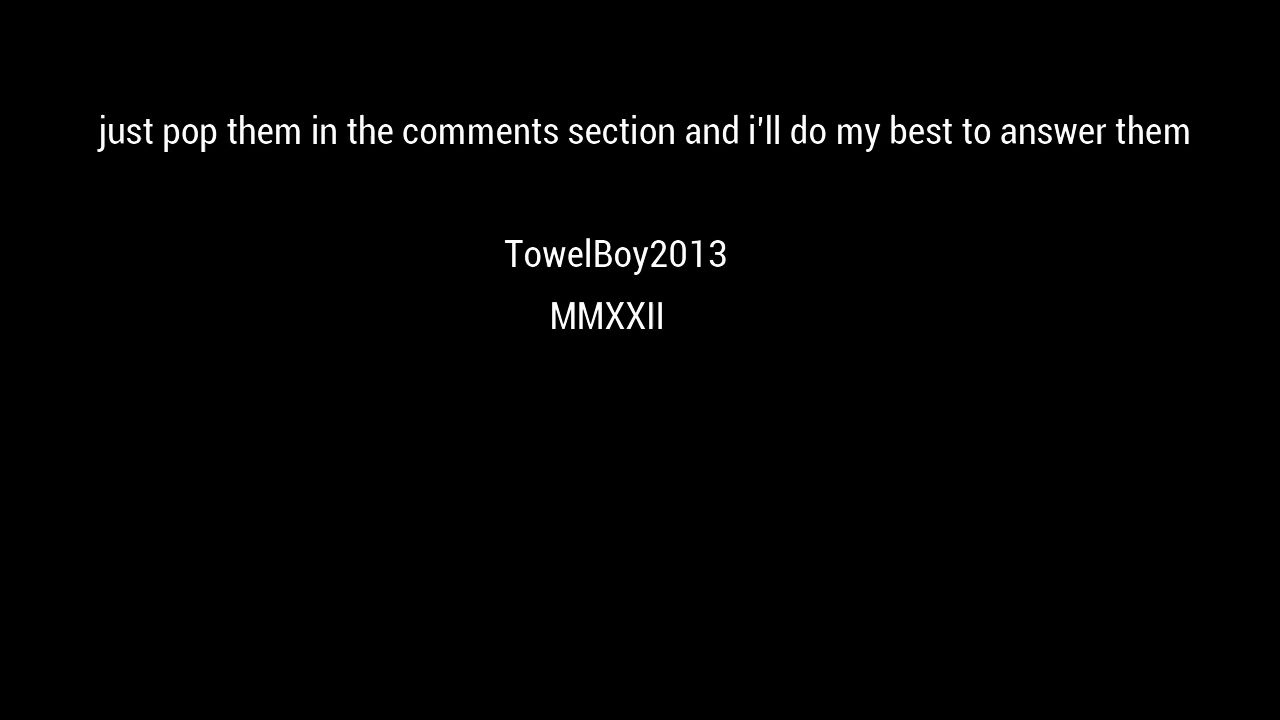 just pop them in the comments section and i'll do my best to answer them
TowelBoy2013
MMXXII